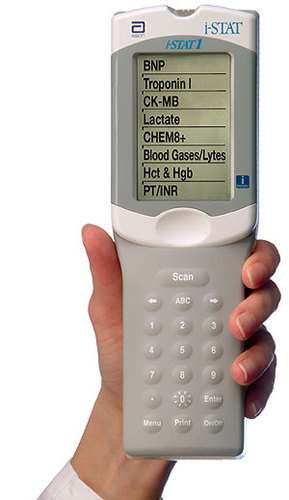 ABBOTT
i-STAT
i-STAT 1
BNP
Troponin I
CK-MB
Lactate
CHEM8+
Blood Gases/Lytes
Hct & Hgb
PT/INR
i
Scan
← ABC →
1 2 3
4 5 6
7 8 9
. 0 Enter
Menu Print On/Off